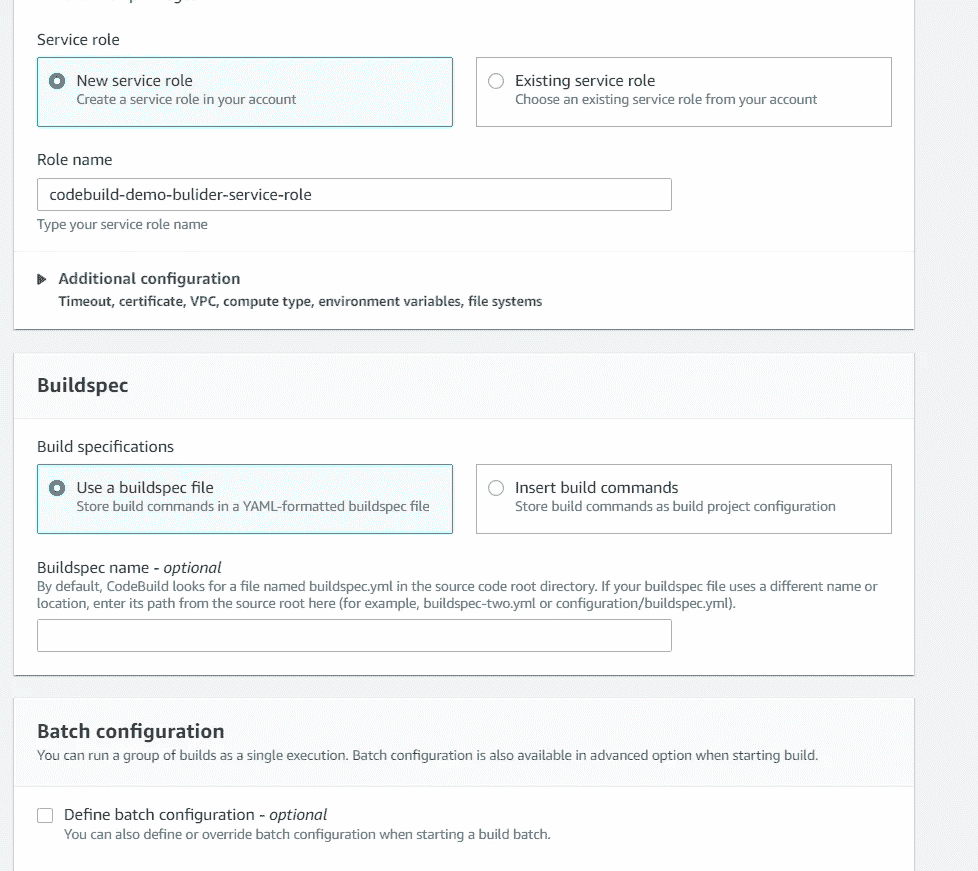 Service role
New service role
Create a service role in your account
Existing service role
Choose an existing service role from your account
Role name
codebuild-demo-bulider-service-role
Type your service role name
Additional configuration
Timeout, certificate, VPC, compute type, environment variables, file systems
Buildspec
Build specifications
Use a buildspec file
Store build commands in a YAML-formatted buildspec file
Insert build commands
Store build commands as build project configuration
Buildspec name - optional
By default, CodeBuild looks for a file named buildspec.yml in the source code root directory. If your buildspec file uses a different name or
location, enter its path from the source root here (for example, buildspec-two.yml or configuration/buildspec.yml).
Batch configuration
You can run a group of builds as a single execution. Batch configuration is also available in advanced option when starting build.
Define batch configuration - optional
You can also define or override batch configuration when starting a build batch.